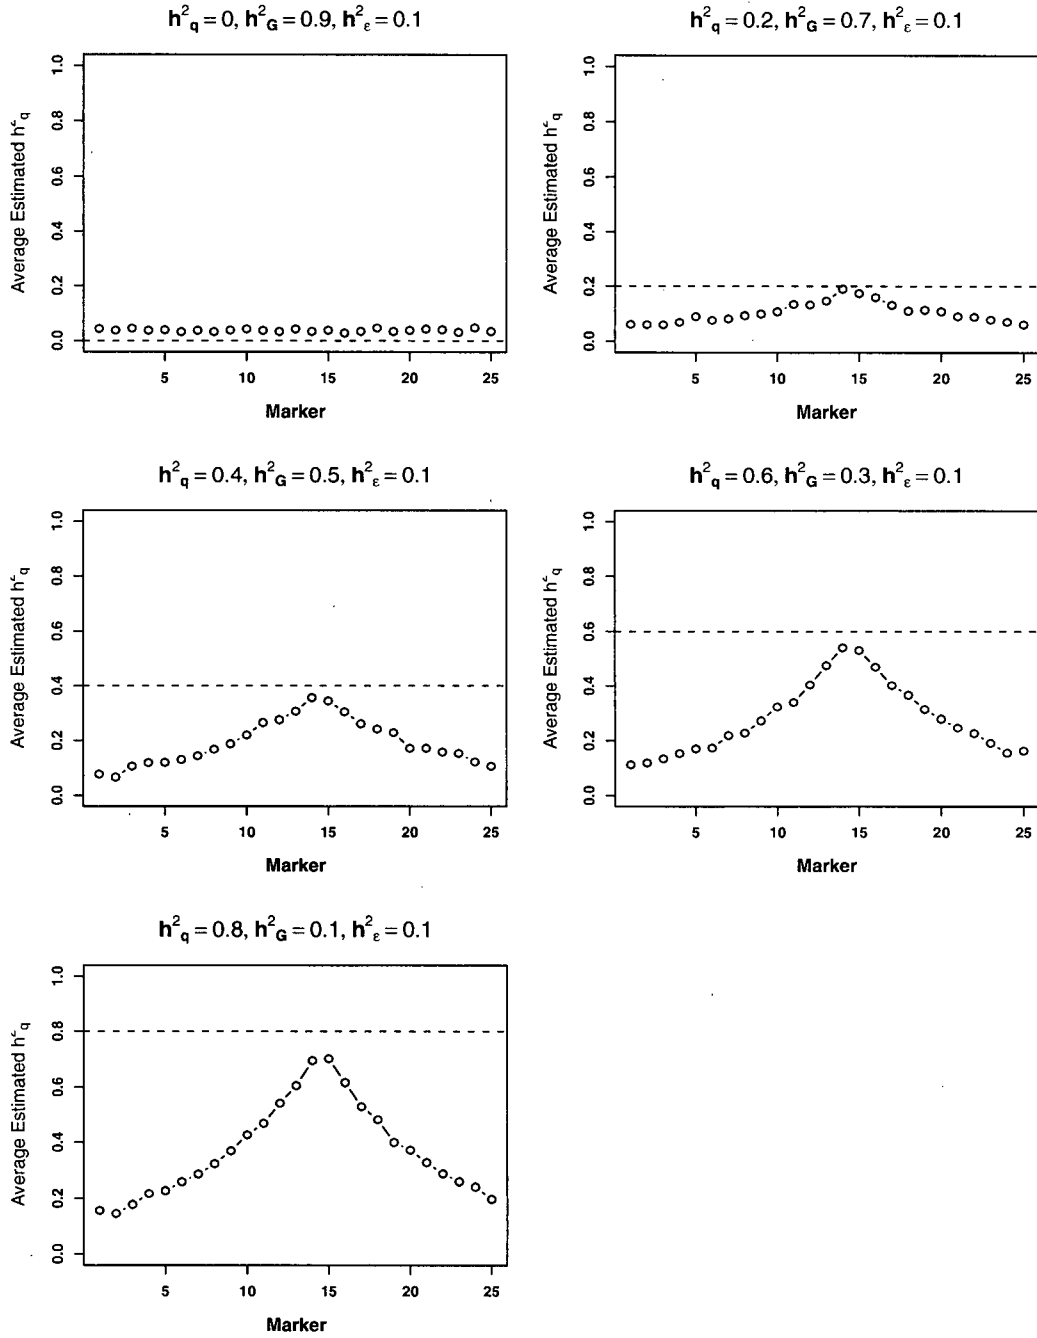 h²q = 0, h²G = 0.9, h²ε = 0.1
Average Estimated h²q
0.0 0.2 0.4 0.6 0.8 1.0
5 10 15 20 25
Marker
h²q = 0.2, h²G = 0.7, h²ε = 0.1
Average Estimated h²q
0.0 0.2 0.4 0.6 0.8 1.0
5 10 15 20 25
Marker
h²q = 0.4, h²G = 0.5, h²ε = 0.1
Average Estimated h²q
0.0 0.2 0.4 0.6 0.8 1.0
5 10 15 20 25
Marker
h²q = 0.6, h²G = 0.3, h²ε = 0.1
Average Estimated h²q
0.0 0.2 0.4 0.6 0.8 1.0
5 10 15 20 25
Marker
h²q = 0.8, h²G = 0.1, h²ε = 0.1
Average Estimated h²q
0.0 0.2 0.4 0.6 0.8 1.0
5 10 15 20 25
Marker